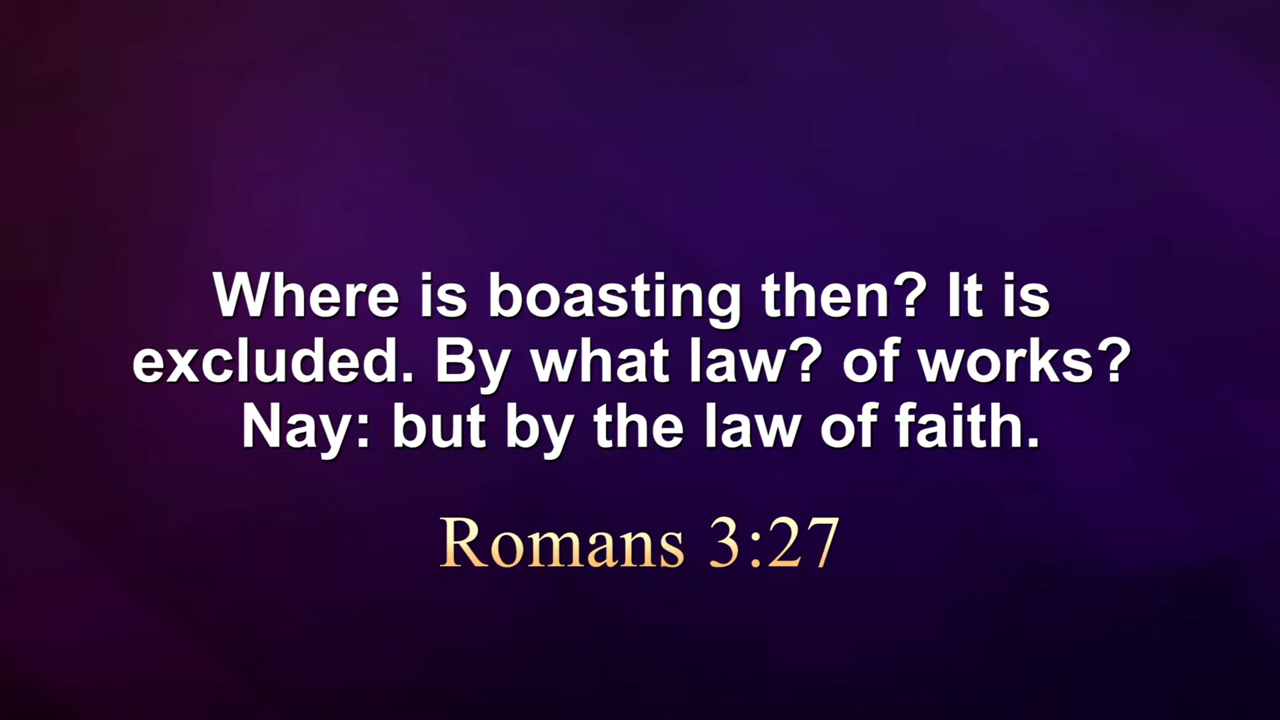 Where is boasting then? It is
excluded. By what law? of works?
Nay: but by the law of faith.
Romans 3:27